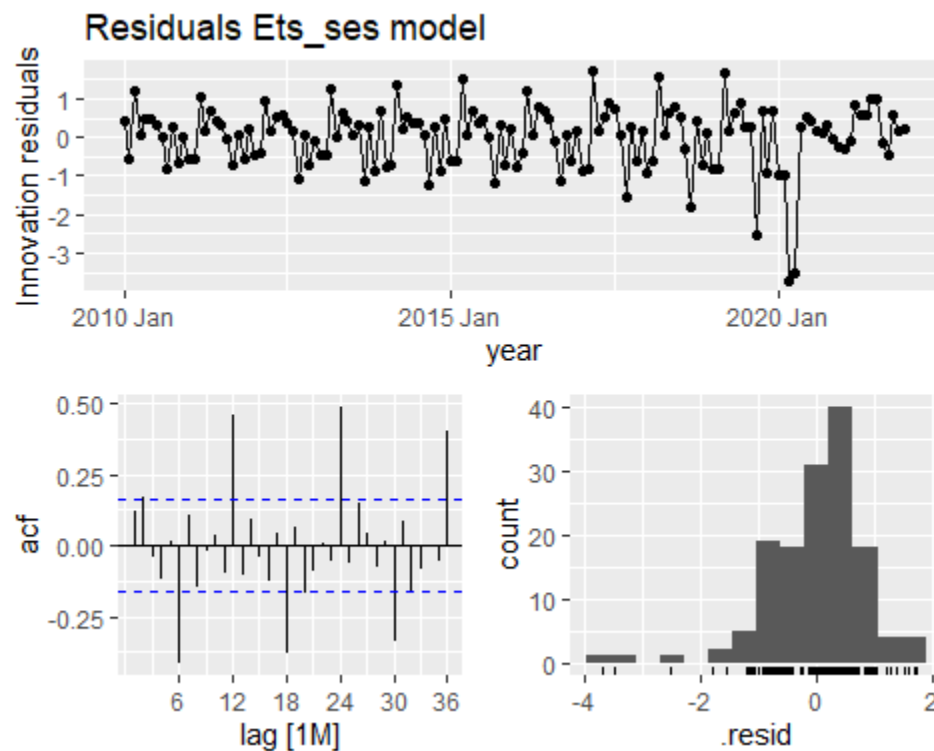 Residuals Ets_ses model
Innovation residuals
1
0
-1
-2
-3
2010 Jan
2015 Jan
2020 Jan
year
acf
0.50
0.25
0.00
-0.25
6
12
18
24
30
36
lag [1M]
count
40
30
20
10
0
-4
-2
0
2
.resid